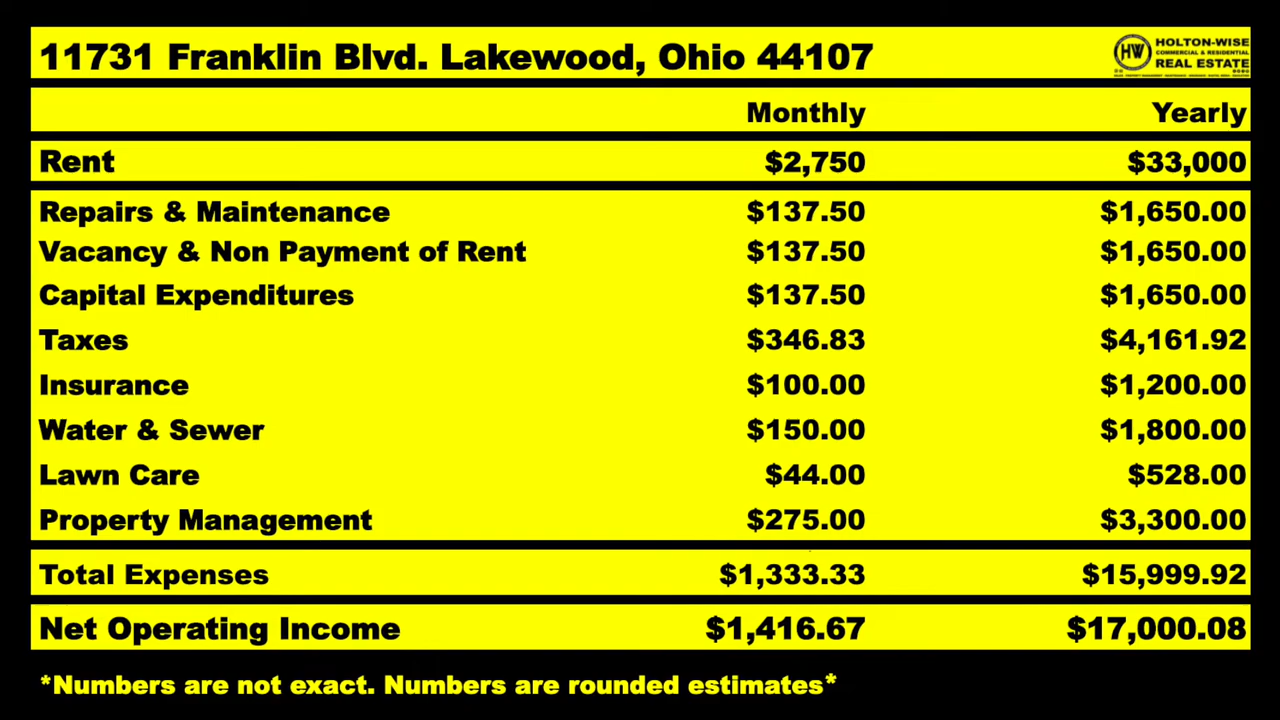 11731 Franklin Blvd. Lakewood, Ohio 44107
HW
HOLTON-WISE
COMMERCIAL & RESIDENTIAL
REAL ESTATE
Monthly Yearly
Rent $2,750 $33,000
Repairs & Maintenance $137.50 $1,650.00
Vacancy & Non Payment of Rent $137.50 $1,650.00
Capital Expenditures $137.50 $1,650.00
Taxes $346.83 $4,161.92
Insurance $100.00 $1,200.00
Water & Sewer $150.00 $1,800.00
Lawn Care $44.00 $528.00
Property Management $275.00 $3,300.00
Total Expenses $1,333.33 $15,999.92
Net Operating Income $1,416.67 $17,000.08
*Numbers are not exact. Numbers are rounded estimates*